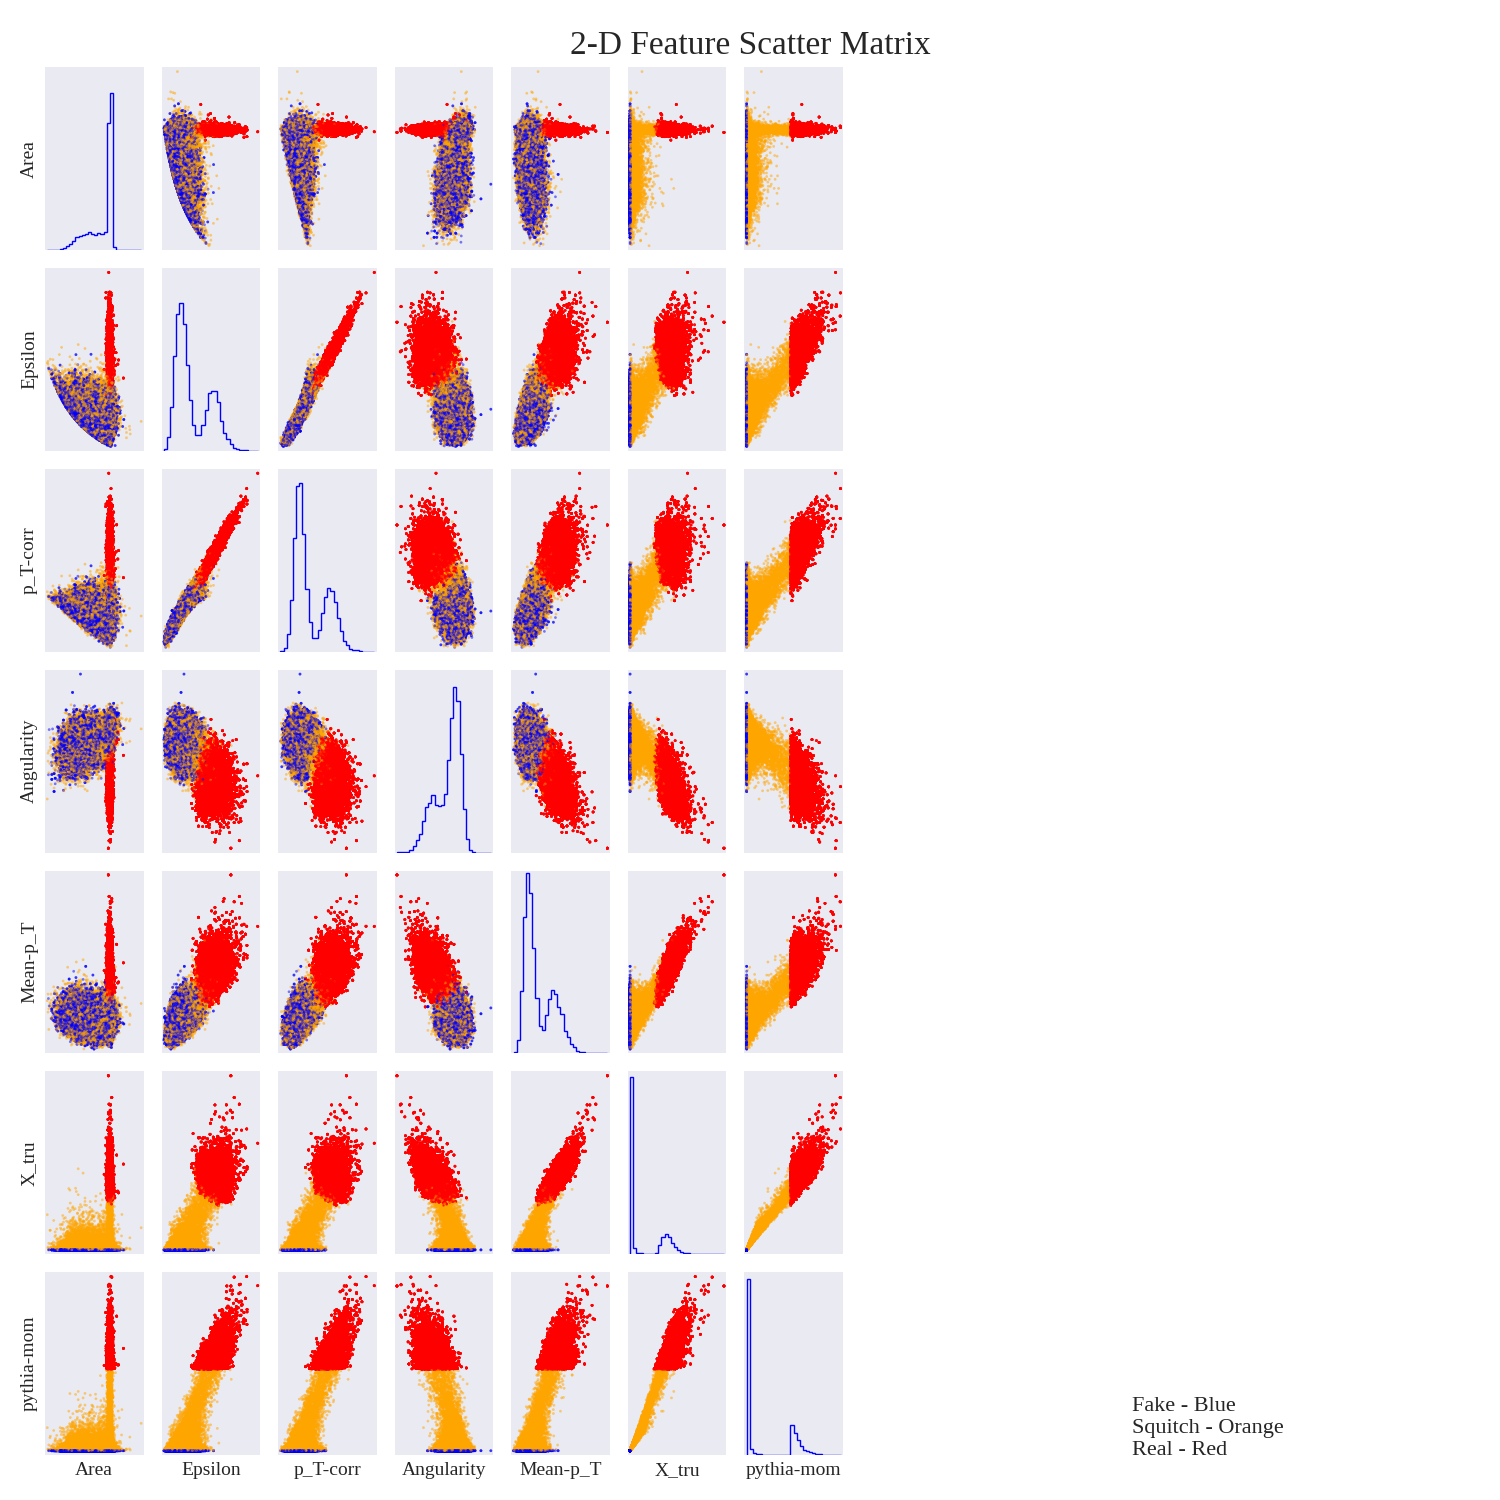 2-D Feature Scatter Matrix
Area
Epsilon
p_T-corr
Angularity
Mean-p_T
X_tru
pythia-mom
Area
Epsilon
p_T-corr
Angularity
Mean-p_T
X_tru
pythia-mom
Fake - Blue
Squitch - Orange
Real - Red